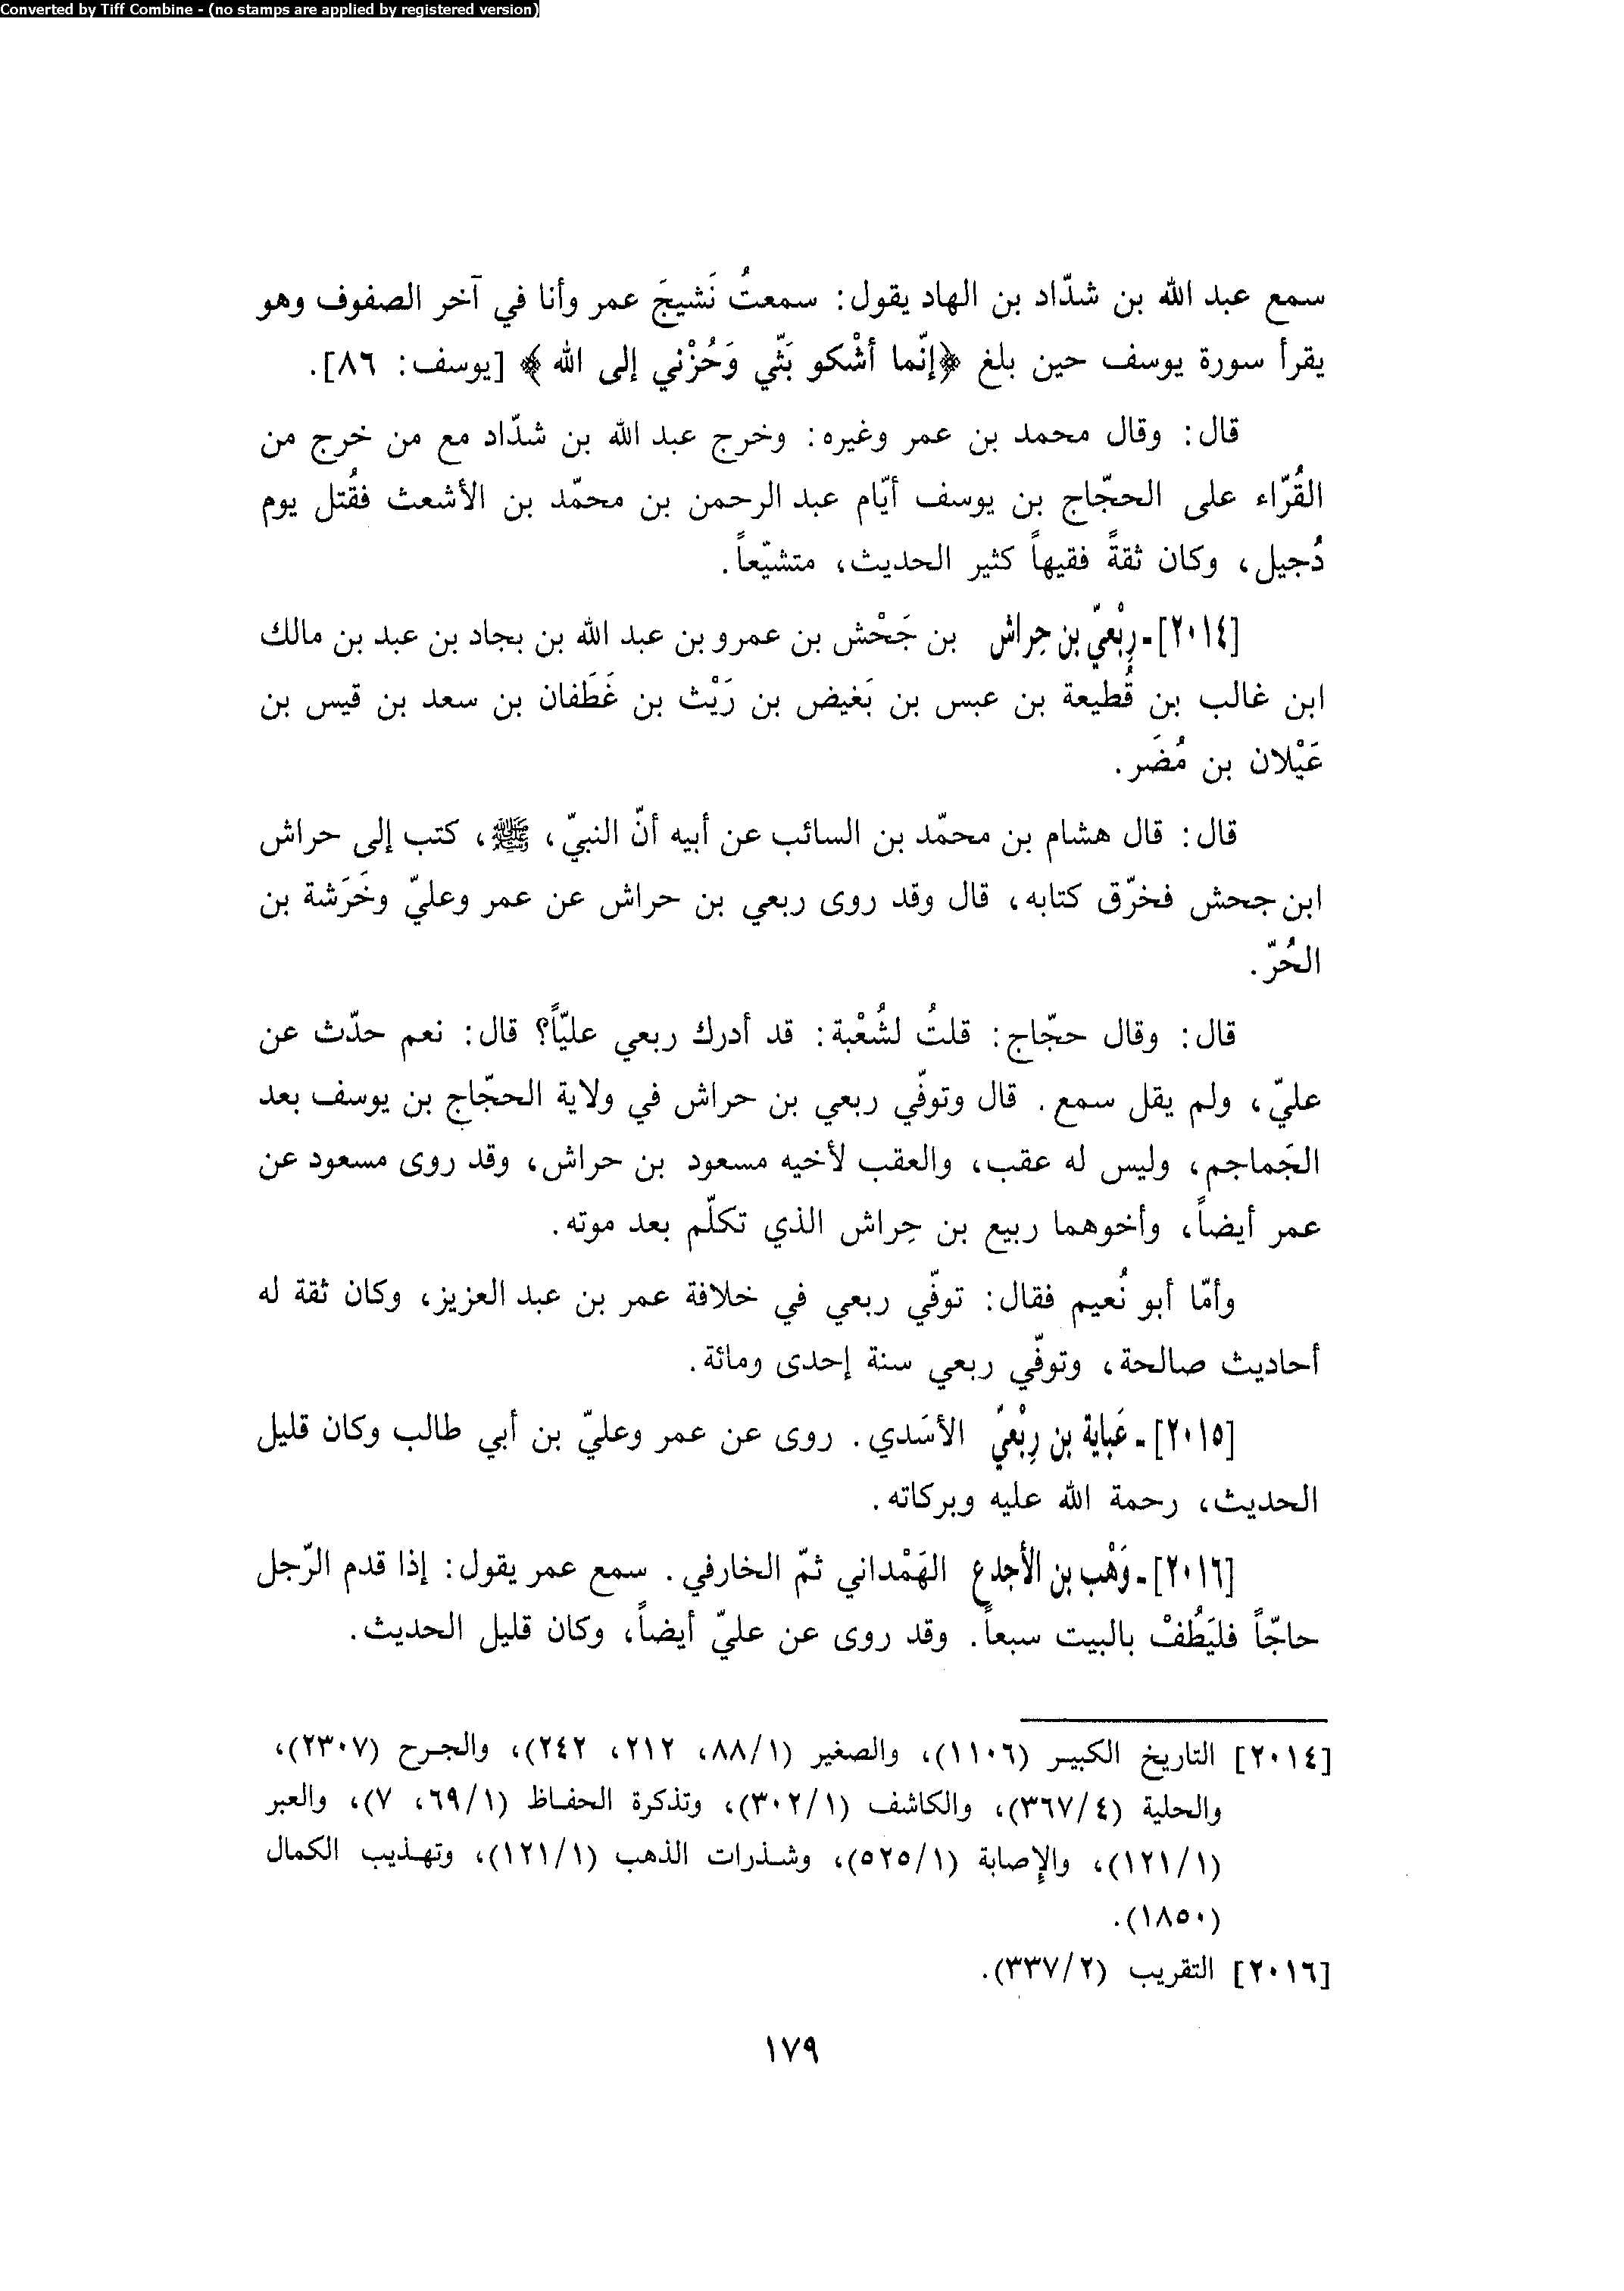 Converted by Tiff Combine - (no stamps are applied by registered version)
سمع عبد الله بن شدّاد بن الهاد يقول: سمعتُ نَشيجَ عمر وأنا في آخر الصفوف وهو
يقرأ سورة يوسف حين بلغ ﴿إنّما أشْكو بَثّي وَحُزْني إلى الله﴾ [يوسف: ٨٦].
قال: وقال محمد بن عمر وغيره: وخرج عبد الله بن شدّاد مع من خرج من
القُرّاء على الحجّاج بن يوسف أيّام عبد الرحمن بن محمّد بن الأشعث فقُتل يوم
دُجيل، وكان ثقةً فقيهاً كثير الحديث، متشيّعاً.
[٢٠١٤]ـ رِبْعيّ بن حِراش بن جَحْش بن عمرو بن عبد الله بن بجاد بن عبد بن مالك
ابن غالب بن قُطيعة بن عبس بن بَغيض بن رَيْث بن غَطَفان بن سعد بن قيس بن
عَيْلان بن مُضَر.
قال: قال هشام بن محمّد بن السائب عن أبيه أنّ النبيّ، ﷺ، كتب إلى حراش
ابن جحش فخرّق كتابه، قال وقد روى ربعي بن حراش عن عمر وعليّ وخَرَشة بن
الحُرّ.
قال: وقال حجّاج: قلتُ لشُعْبة: قد أدرك ربعي عليّاً؟ قال: نعم حدّث عن
عليّ، ولم يقل سمع. قال وتوفّي ربعي بن حراش في ولاية الحجّاج بن يوسف بعد
الجَماجم، وليس له عقب، والعقب لأخيه مسعود بن حراش، وقد روى مسعود عن
عمر أيضاً، وأخوهما ربيع بن حِراش الذي تكلّم بعد موته.
وأمّا أبو نُعيم فقال: توفّي ربعي في خلافة عمر بن عبد العزيز، وكان ثقة له
أحاديث صالحة، وتوفّي ربعي سنة إحدى ومائة.
[٢٠١٥]ـ عَباية بن رِبْعيّ الأسَدي. روى عن عمر وعليّ بن أبي طالب وكان قليل
الحديث، رحمة الله عليه وبركاته.
[٢٠١٦]ـ وَهْب بن الأجدع الهَمْداني ثمّ الخارفي. سمع عمر يقول: إذا قدم الرّجل
حاجّاً فليَطُفْ بالبيت سبعاً. وقد روى عن عليّ أيضاً، وكان قليل الحديث.
[٢٠١٤] التاريخ الكبير (١١٠٦)، والصغير (٨٨/١، ٢١٢، ٢٤٢)، والجرح (٢٣٠٧)،
والحلية (٣٦٧/٤)، والكاشف (٣٠٢/١)، وتذكرة الحفاظ (٦٩/١، ٧)، والعبر
(١٢١/١)، والإصابة (٥٢٥/١)، وشذرات الذهب (١٢١/١)، وتهذيب الكمال
(١٨٥٠).
[٢٠١٦] التقريب (٣٣٧/٢).
١٧٩